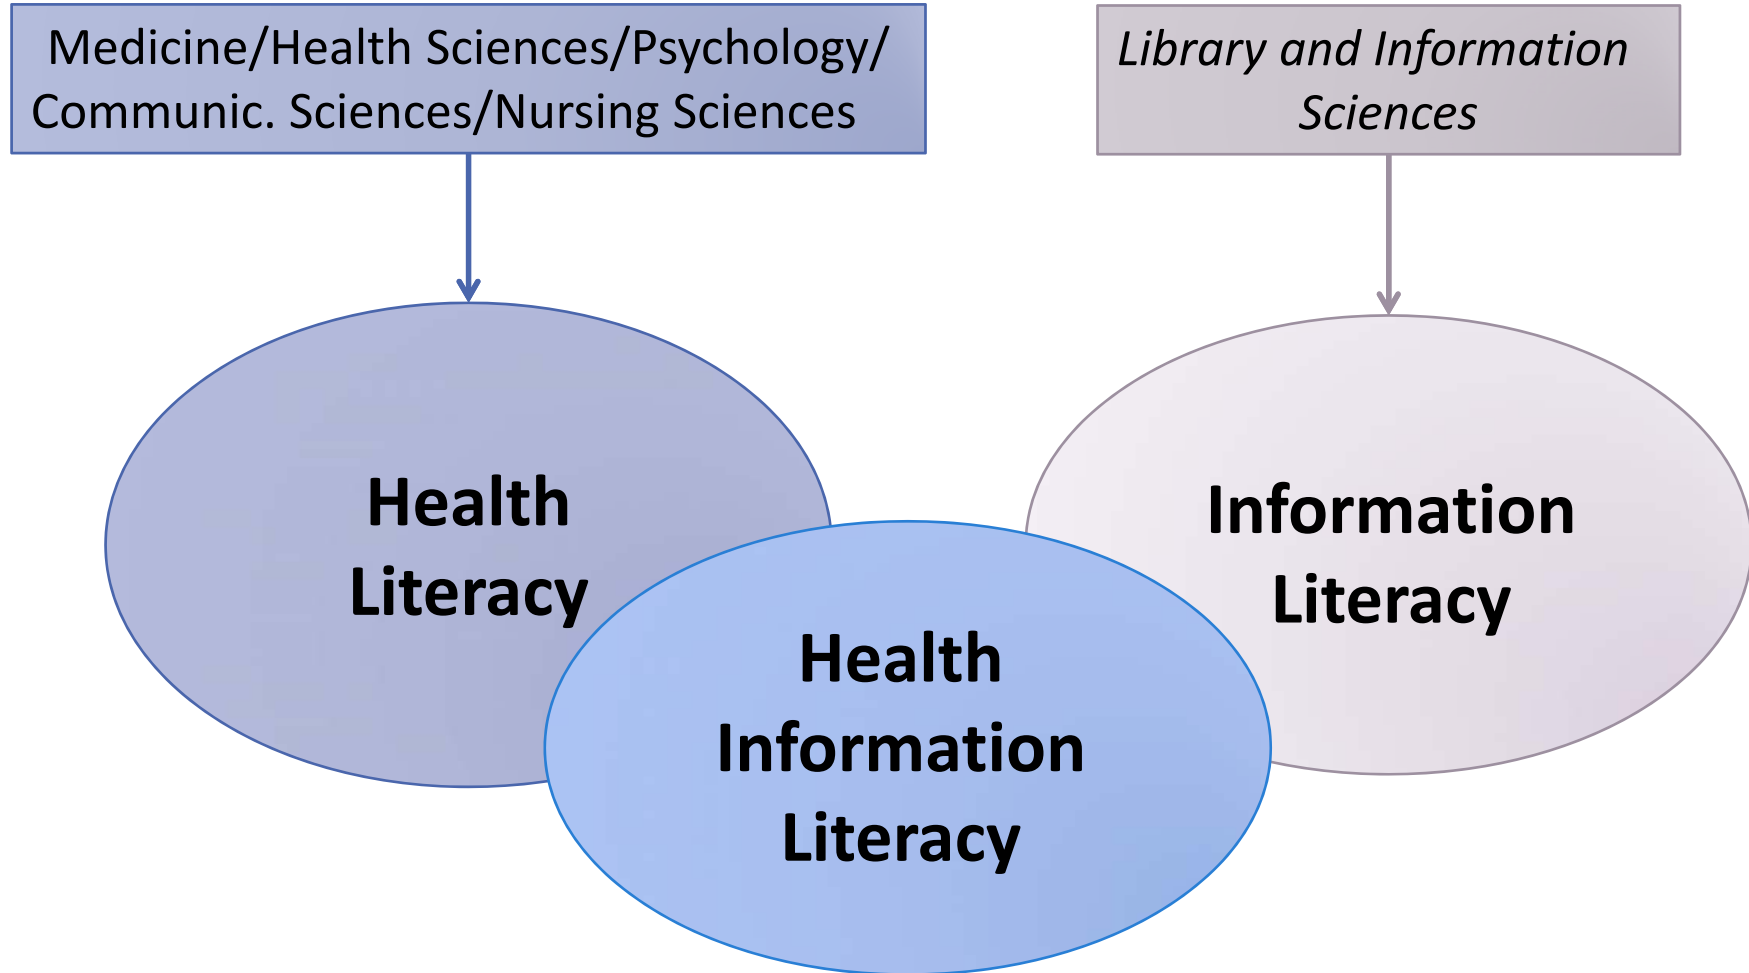 Medicine/Health Sciences/Psychology/
Communic. Sciences/Nursing Sciences
Library and Information
Sciences
Health
Literacy
Information
Literacy
Health
Information
Literacy